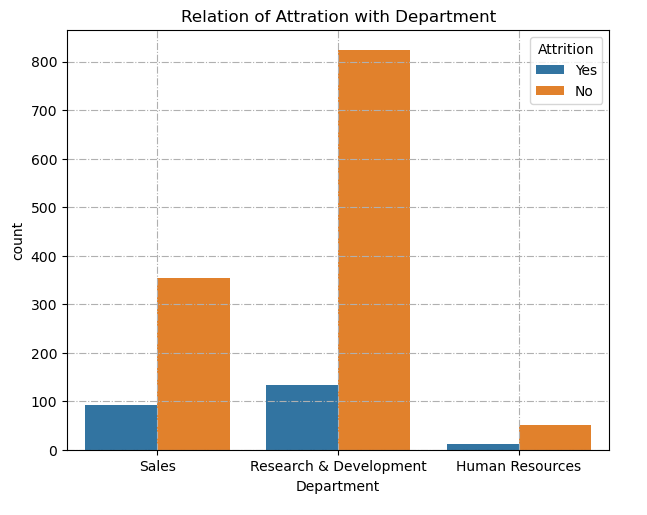 Relation of Attration with Department
Attrition
Yes
No
800
700
600
500
400
300
200
100
0
count
Sales
Research & Development
Human Resources
Department